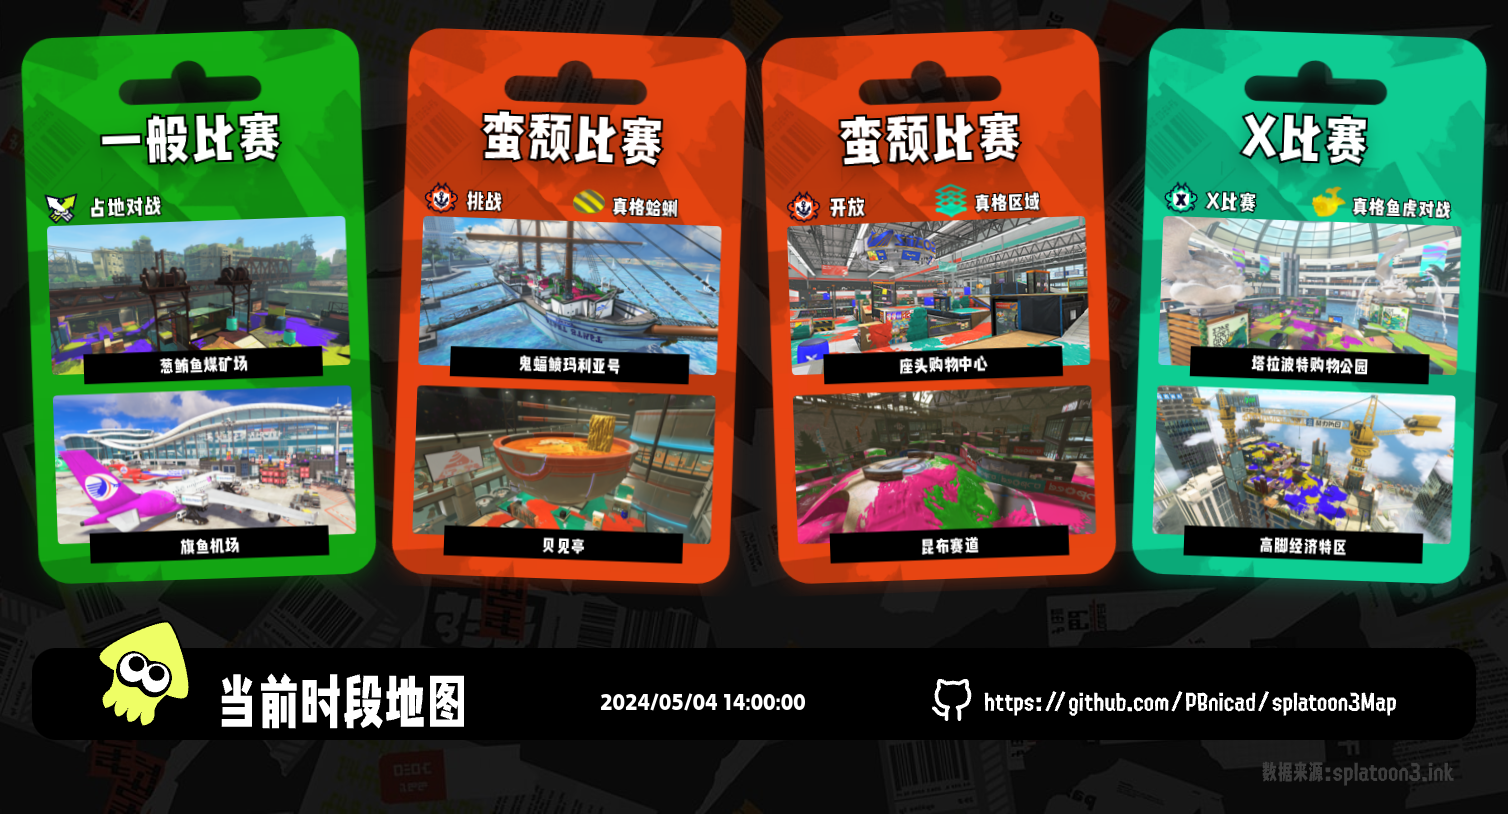 一般比赛
占地对战
葱鲔鱼煤矿场
旗鱼机场
蛮颓比赛
挑战
真格蛤蜊
鬼蝠鲼玛利亚号
贝见亭
蛮颓比赛
开放
真格区域
座头购物中心
昆布赛道
X比赛
X比赛
真格鱼虎对战
塔拉波特购物公园
高脚经济特区
当前时段地图
2024/05/04 14:00:00
https://github.com/PBnicad/splatoon3Map
数据来源:splatoon3.ink